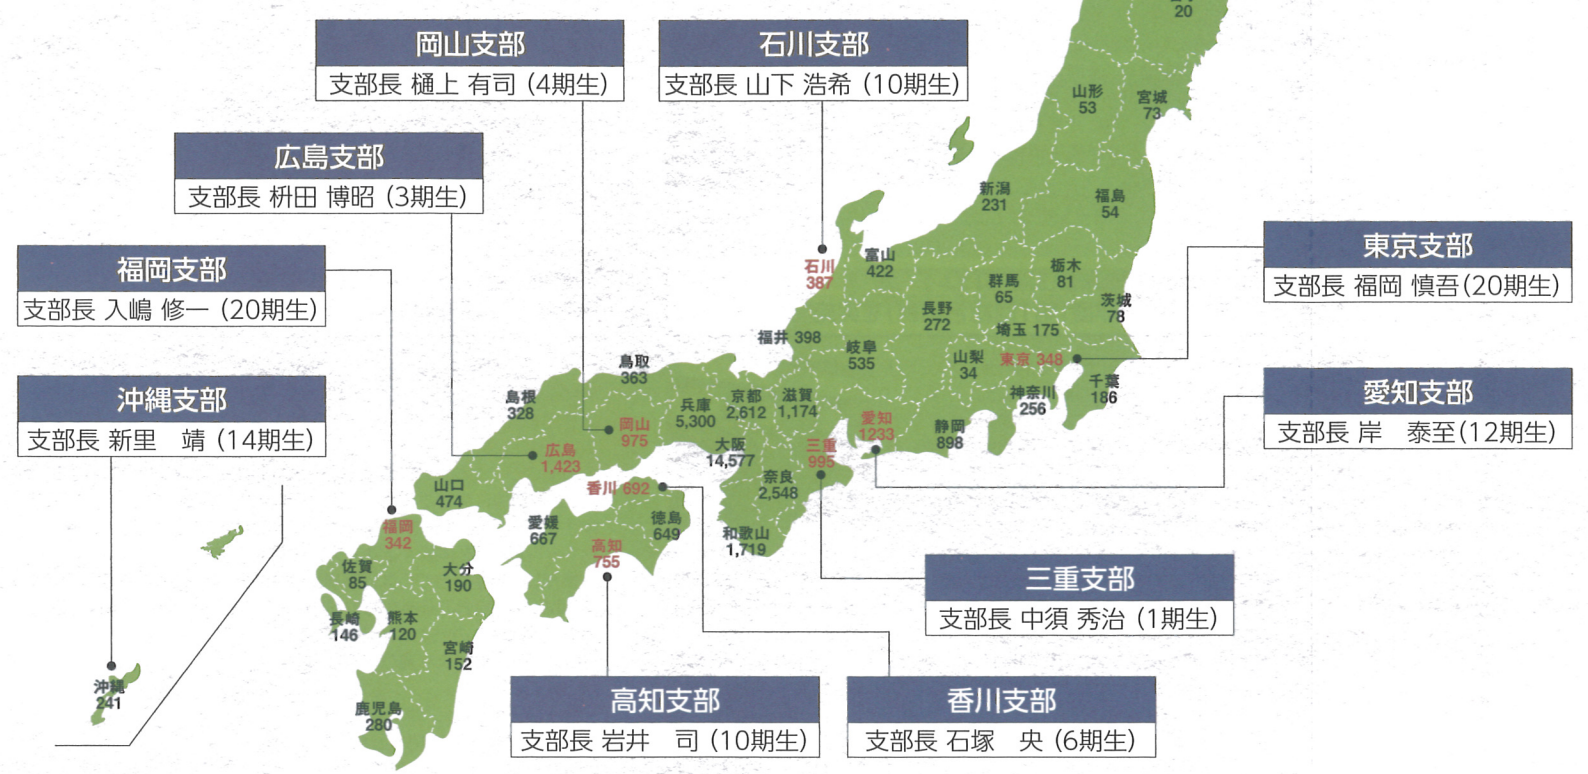 岡山支部
支部長 樋上 有司 (4期生)
石川支部
支部長 山下 浩希 (10期生)
広島支部
支部長 枡田 博昭 (3期生)
福岡支部
支部長 入嶋 修一 (20期生)
沖縄支部
支部長 新里　靖 (14期生)
東京支部
支部長 福岡 慎吾 (20期生)
愛知支部
支部長 岸　泰至 (12期生)
三重支部
支部長 中須 秀治 (1期生)
高知支部
支部長 岩井　司 (10期生)
香川支部
支部長 石塚　央 (6期生)
20
山形
53
宮城
73
新潟
231
福島
54
石川
387
富山
422
群馬
65
栃木
81
茨城
78
長野
272
埼玉 175
福井 398
岐阜
535
山梨
34
東京 348
千葉
186
神奈川
256
鳥取
363
島根
328
兵庫
5,300
京都
2,612
滋賀
1,174
岡山
975
愛知
1233
静岡
898
広島
1,423
大阪
14,577
三重
995
奈良
2,548
山口
474
香川 692
愛媛
667
徳島
649
和歌山
1,719
高知
755
福岡
342
佐賀
85
大分
190
長崎
146
熊本
120
宮崎
152
鹿児島
280
沖縄
241